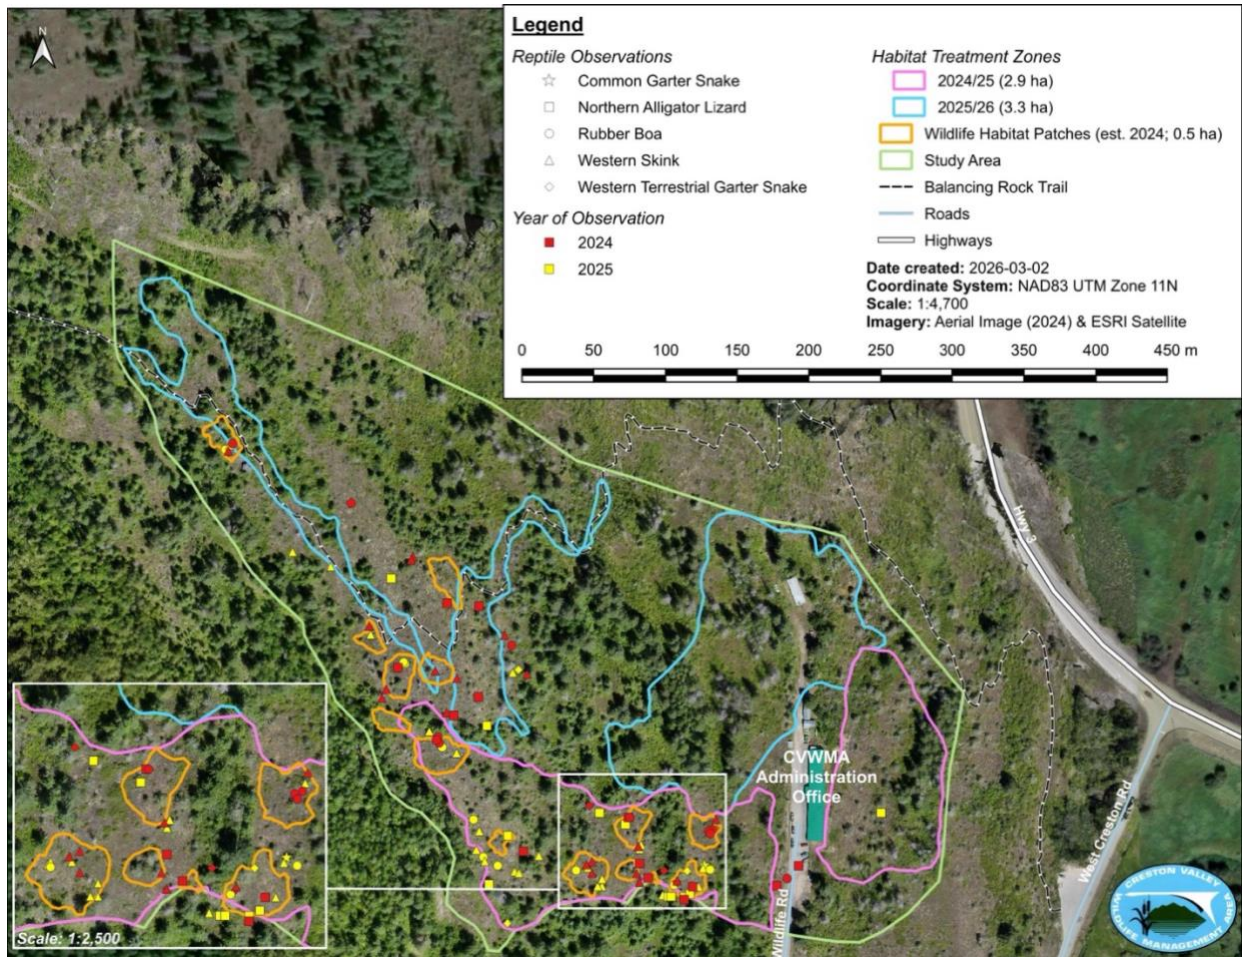 N
Legend
Reptile Observations
Common Garter Snake
Northern Alligator Lizard
Rubber Boa
Western Skink
Western Terrestrial Garter Snake
Year of Observation
2024
2025
Habitat Treatment Zones
2024/25 (2.9 ha)
2025/26 (3.3 ha)
Wildlife Habitat Patches (est. 2024; 0.5 ha)
Study Area
Balancing Rock Trail
Roads
Highways
Date created: 2026-03-02
Coordinate System: NAD83 UTM Zone 11N
Scale: 1:4,700
Imagery: Aerial Image (2024) & ESRI Satellite
0 50 100 150 200 250 300 350 400 450 m
Hwy 3
CVWMA
Administration
Office
West Creston Rd
Wildlife Rd
Scale: 1:2,500
CRESTON VALLEY
WILDLIFE MANAGEMENT AREA